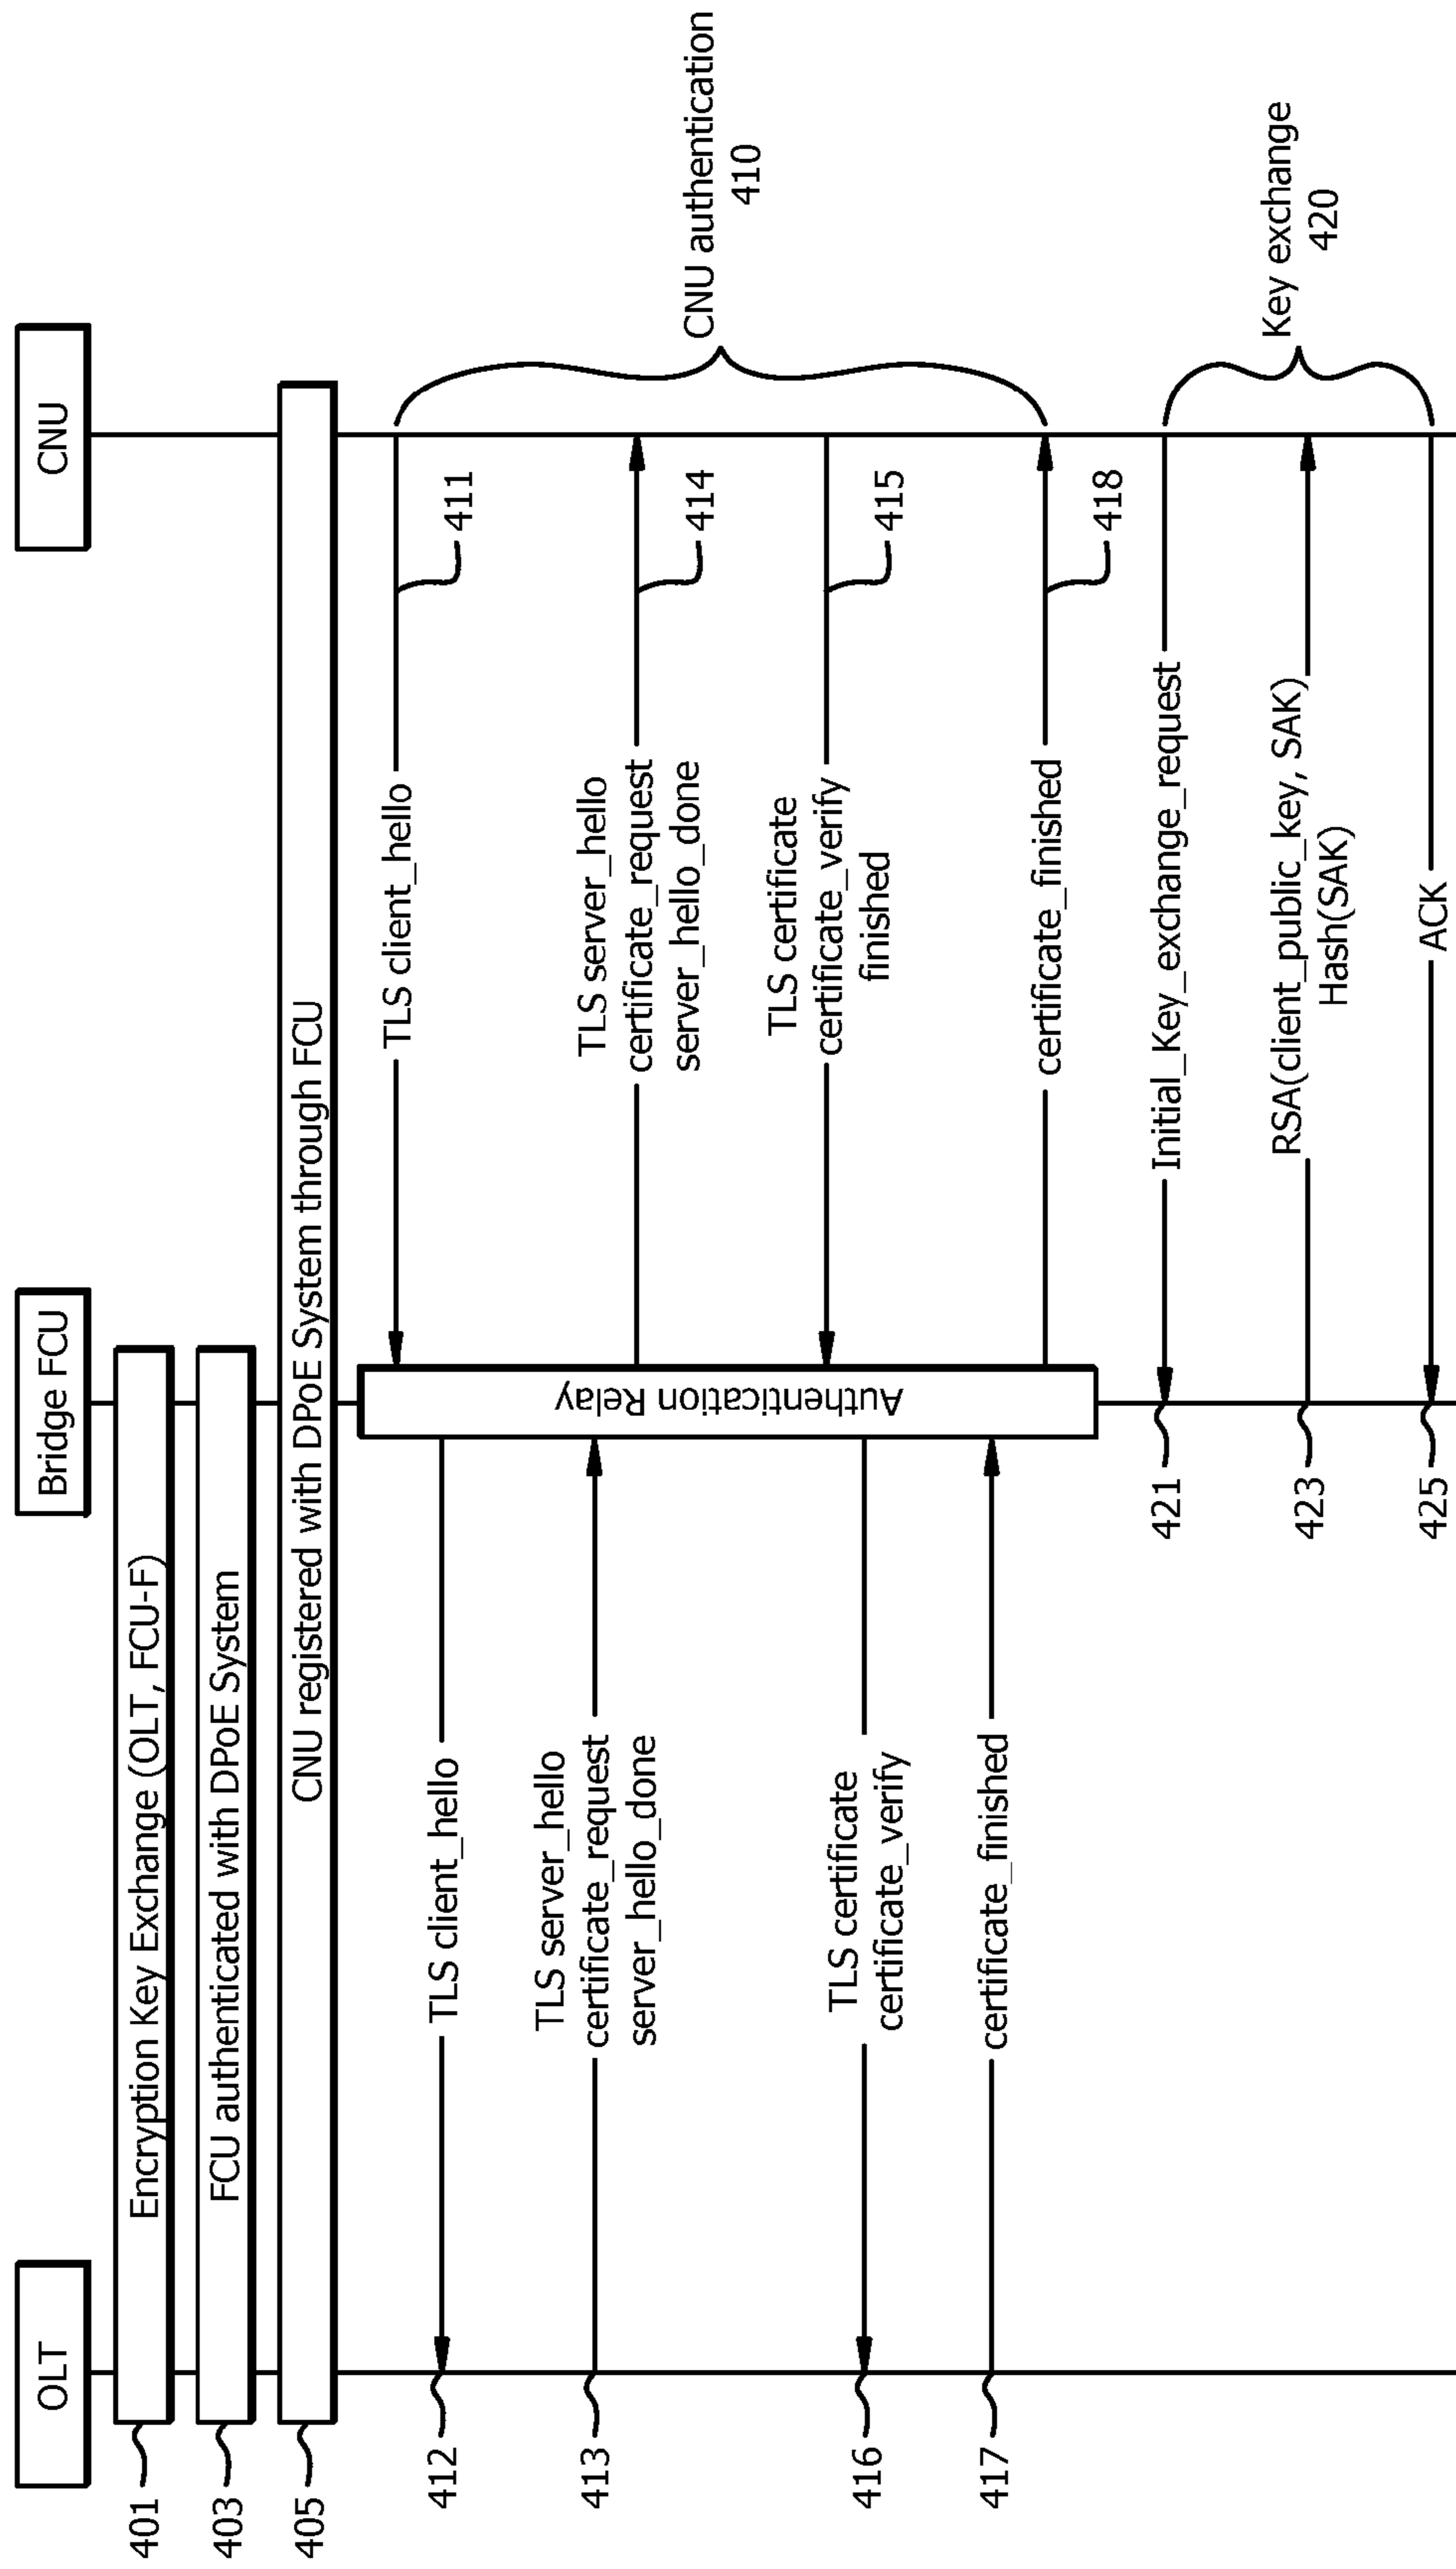 OLT
Bridge FCU
CNU
401
Encryption Key Exchange (OLT, FCU-F)
403
FCU authenticated with DPoE System
405
CNU registered with DPoE System through FCU
TLS client_hello
411
412
TLS client_hello
Authentication Relay
CNU authentication
410
413
TLS server_hello
certificate_request
server_hello_done
TLS server_hello
certificate_request
server_hello_done
414
TLS certificate
certificate_verify
finished
415
416
TLS certificate
certificate_verify
417
certificate_finished
certificate_finished
418
421
Initial_Key_exchange_request
Key exchange
420
423
RSA(client_public_key, SAK)
Hash(SAK)
425
ACK